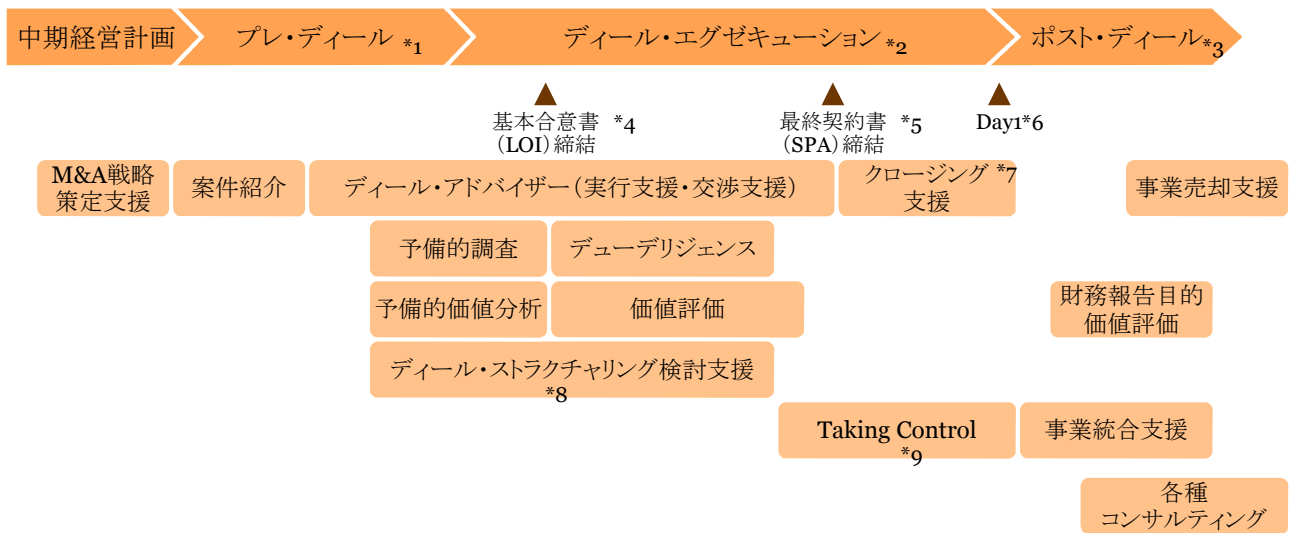 中期経営計画
プレ・ディール *1
ディール・エグゼキューション *2
ポスト・ディール *3
基本合意書 *4
(LOI)締結
最終契約書 *5
(SPA)締結
Day1*6
M&A戦略
策定支援
案件紹介
ディール・アドバイザー(実行支援・交渉支援)
クロージング *7
支援
事業売却支援
予備的調査
デューデリジェンス
予備的価値分析
価値評価
財務報告目的
価値評価
ディール・ストラクチャリング検討支援
*8
Taking Control
*9
事業統合支援
各種
コンサルティング